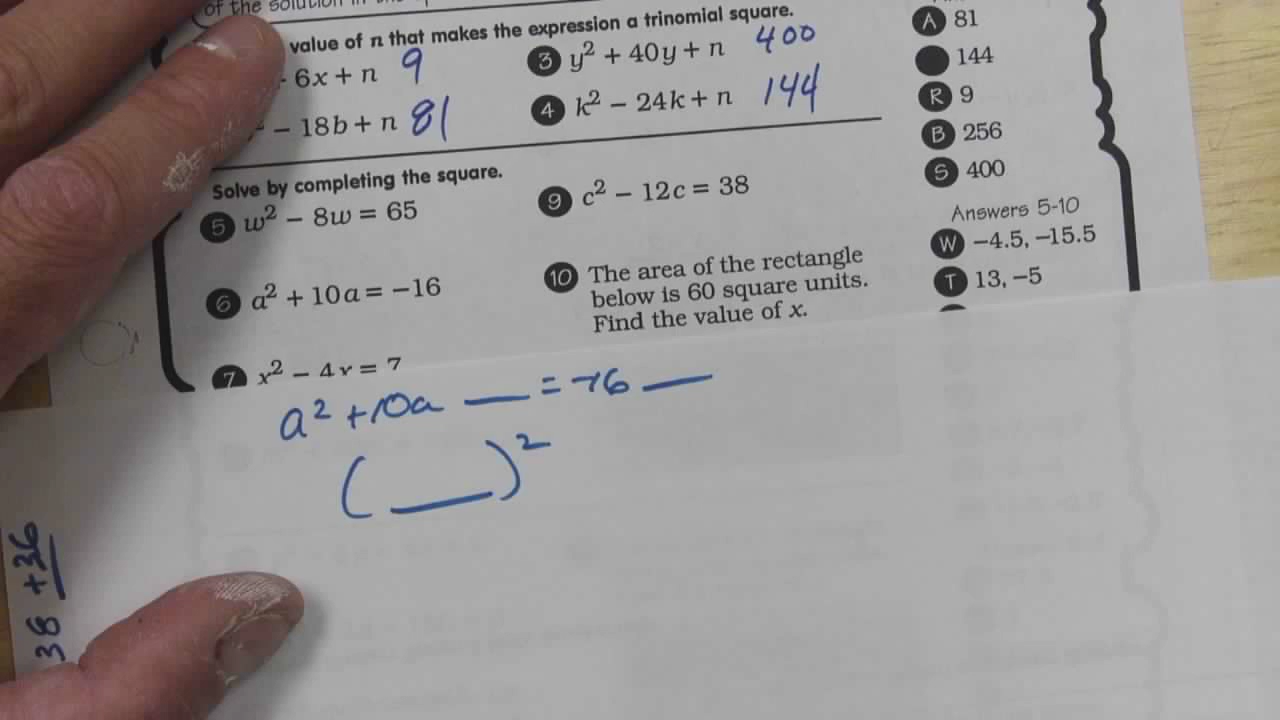 of the solution in the
value of n that makes the expression a trinomial square.
6x + n 9
- 18b + n 81
3 y² + 40y + n 400
4 k² - 24k + n 144
Solve by completing the square.
5 w² - 8w = 65
6 a² + 10a = -16
7 x² - 4x = 7
9 c² - 12c = 38
10 The area of the rectangle
below is 60 square units.
Find the value of x.
A 81
144
R 9
B 256
S 400
Answers 5-10
W -4.5, -15.5
T 13, -5
a² + 10a __ = -16 __
( __ )²
38 +36